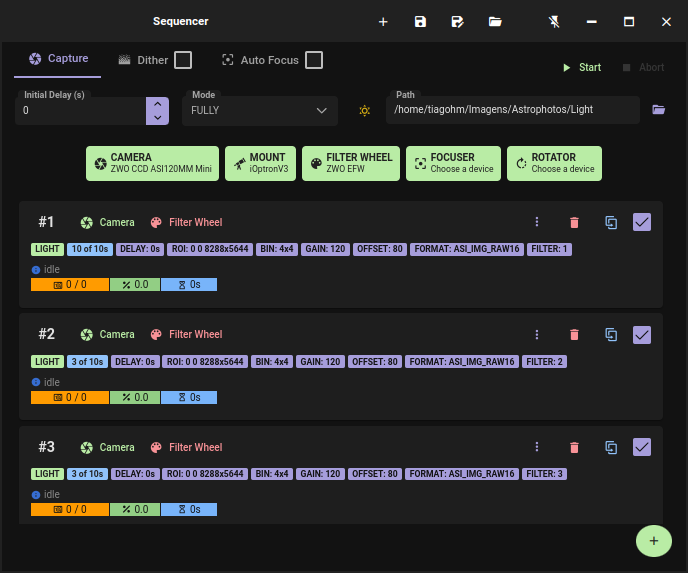 Sequencer
Capture Dither Auto Focus Start Abort
Initial Delay (s) Mode Path
0 FULLY /home/tiagohm/Imagens/Astrophotos/Light
CAMERA MOUNT FILTER WHEEL FOCUSER ROTATOR
ZWO CCD ASI120MM Mini iOptronV3 ZWO EFW Choose a device Choose a device
#1 Camera Filter Wheel
LIGHT 10 of 10s DELAY: 0s ROI: 0 0 8288x5644 BIN: 4x4 GAIN: 120 OFFSET: 80 FORMAT: ASI_IMG_RAW16 FILTER: 1
idle
0 / 0 0.0 0s
#2 Camera Filter Wheel
LIGHT 3 of 10s DELAY: 0s ROI: 0 0 8288x5644 BIN: 4x4 GAIN: 120 OFFSET: 80 FORMAT: ASI_IMG_RAW16 FILTER: 2
idle
0 / 0 0.0 0s
#3 Camera Filter Wheel
LIGHT 3 of 10s DELAY: 0s ROI: 0 0 8288x5644 BIN: 4x4 GAIN: 120 OFFSET: 80 FORMAT: ASI_IMG_RAW16 FILTER: 3
idle
0 / 0 0.0 0s